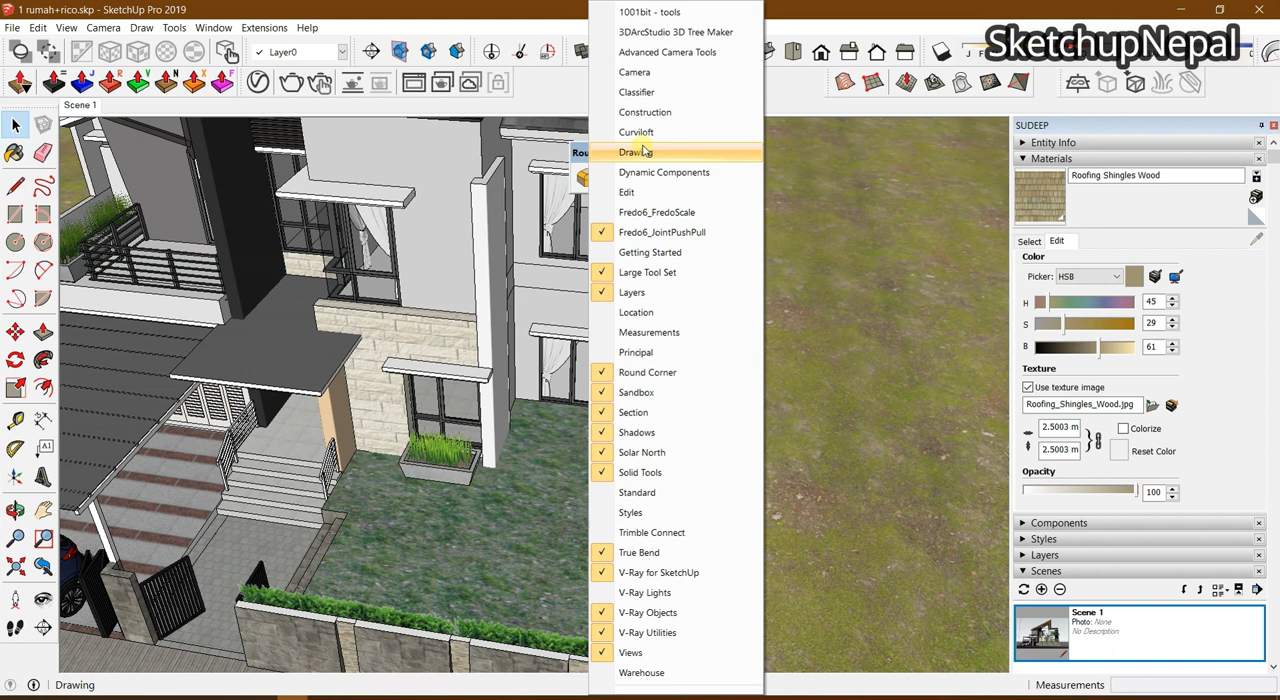 1 rumah+rico.skp - SketchUp Pro 2019
File Edit View Camera Draw Tools Window Extensions Help
SketchupNepal
Layer0
Scene 1
1001bit - tools
3DArcStudio 3D Tree Maker
Advanced Camera Tools
Camera
Classifier
Construction
Curviloft
Drawing
Dynamic Components
Edit
Fredo6_FredoScale
Fredo6_JointPushPull
Getting Started
Large Tool Set
Layers
Location
Measurements
Principal
Round Corner
Sandbox
Section
Shadows
Solar North
Solid Tools
Standard
Styles
Trimble Connect
True Bend
V-Ray for SketchUp
V-Ray Lights
V-Ray Objects
V-Ray Utilities
Views
Warehouse
Rou
SUDEEP
Entity Info
Materials
Roofing Shingles Wood
Select Edit
Color
Picker: HSB
H 45
S 29
B 61
Texture
Use texture image
Roofing_Shingles_Wood.jpg
2.5003 m Colorize
2.5003 m Reset Color
Opacity
100
Components
Styles
Layers
Scenes
Scene 1
Photo: None
No Description
Drawing
Measurements